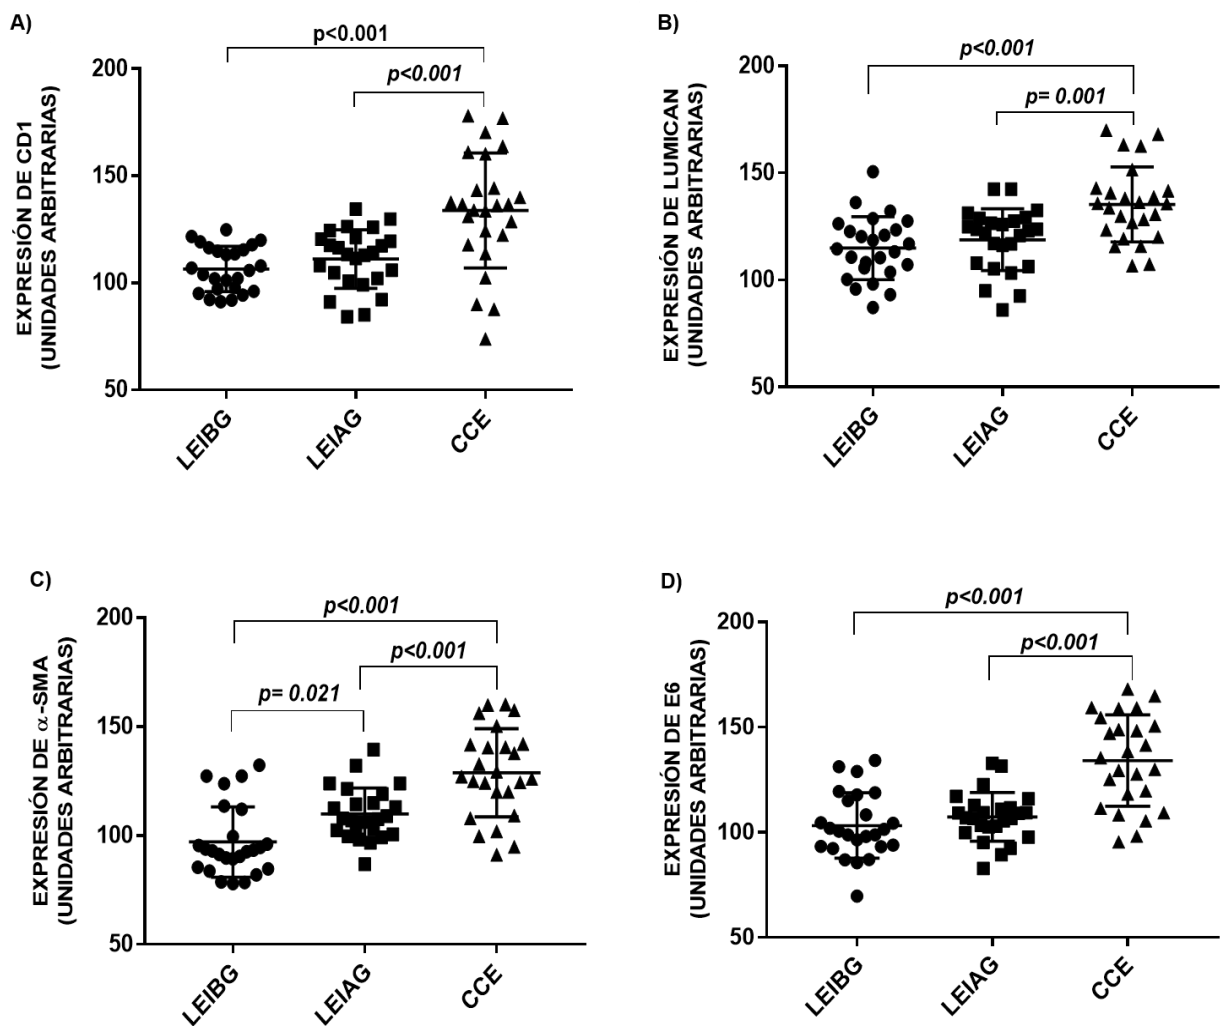 A)
p<0.001
p<0.001
EXPRESIÓN DE CD1
(UNIDADES ARBITRARIAS)
200
150
100
50
LEIBG
LEIAG
CCE
B)
p<0.001
p= 0.001
EXPRESIÓN DE LUMICAN
(UNIDADES ARBITRARIAS)
200
150
100
50
LEIBG
LEIAG
CCE
C)
p<0.001
p<0.001
p= 0.021
EXPRESIÓN DE α-SMA
(UNIDADES ARBITRARIAS)
200
150
100
50
LEIBG
LEIAG
CCE
D)
p<0.001
p<0.001
EXPRESIÓN DE E6
(UNIDADES ARBITRARIAS)
200
150
100
50
LEIBG
LEIAG
CCE